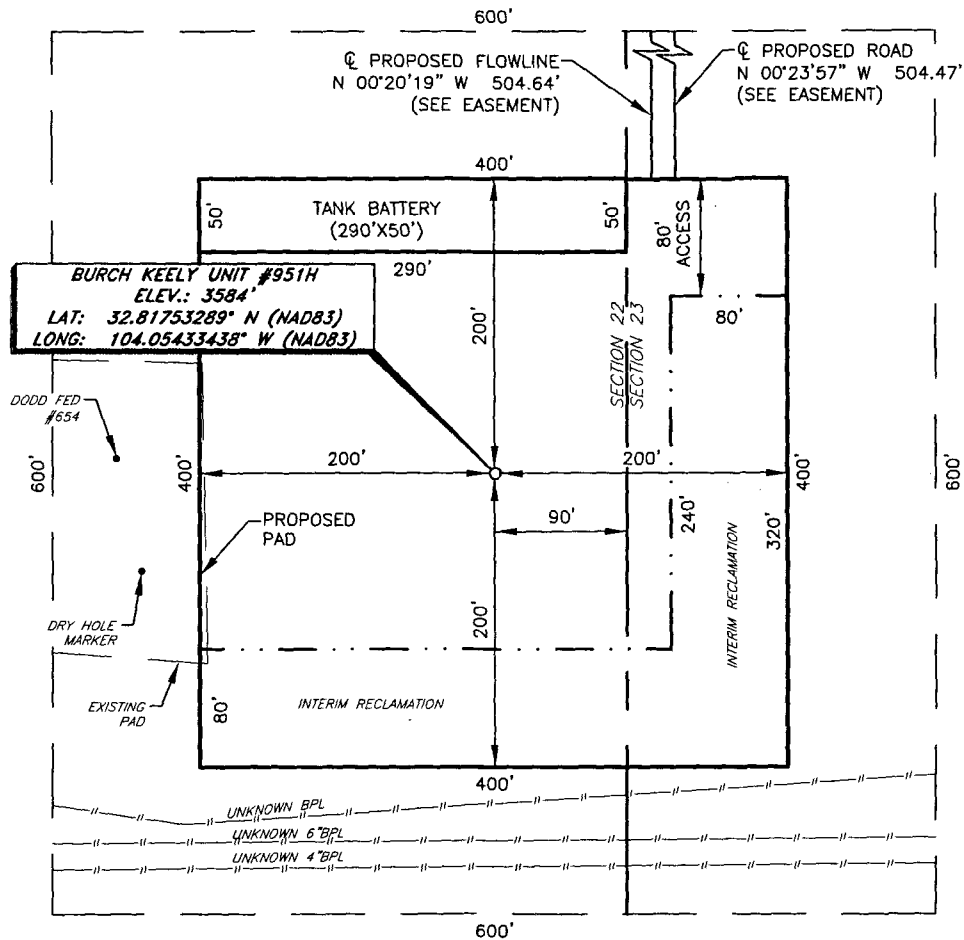 600'
℄ PROPOSED FLOWLINE
N 00°20'19" W 504.64'
(SEE EASEMENT)
℄ PROPOSED ROAD
N 00°23'57" W 504.47'
(SEE EASEMENT)
400'
50'
TANK BATTERY
(290'X50')
50'
80'
ACCESS
290'
80'
BURCH KEELY UNIT #951H
ELEV.: 3584'
LAT: 32.81753289° N (NAD83)
LONG: 104.05433438° W (NAD83)
200'
SECTION 22
SECTION 23
DODD FED
#654
600'
400'
200'
200'
400'
600'
90'
240'
320'
PROPOSED
PAD
INTERIM RECLAMATION
DRY HOLE
MARKER
200'
EXISTING
PAD
80'
INTERIM RECLAMATION
400'
UNKNOWN BPL
UNKNOWN 6"BPL
UNKNOWN 4"BPL
600'